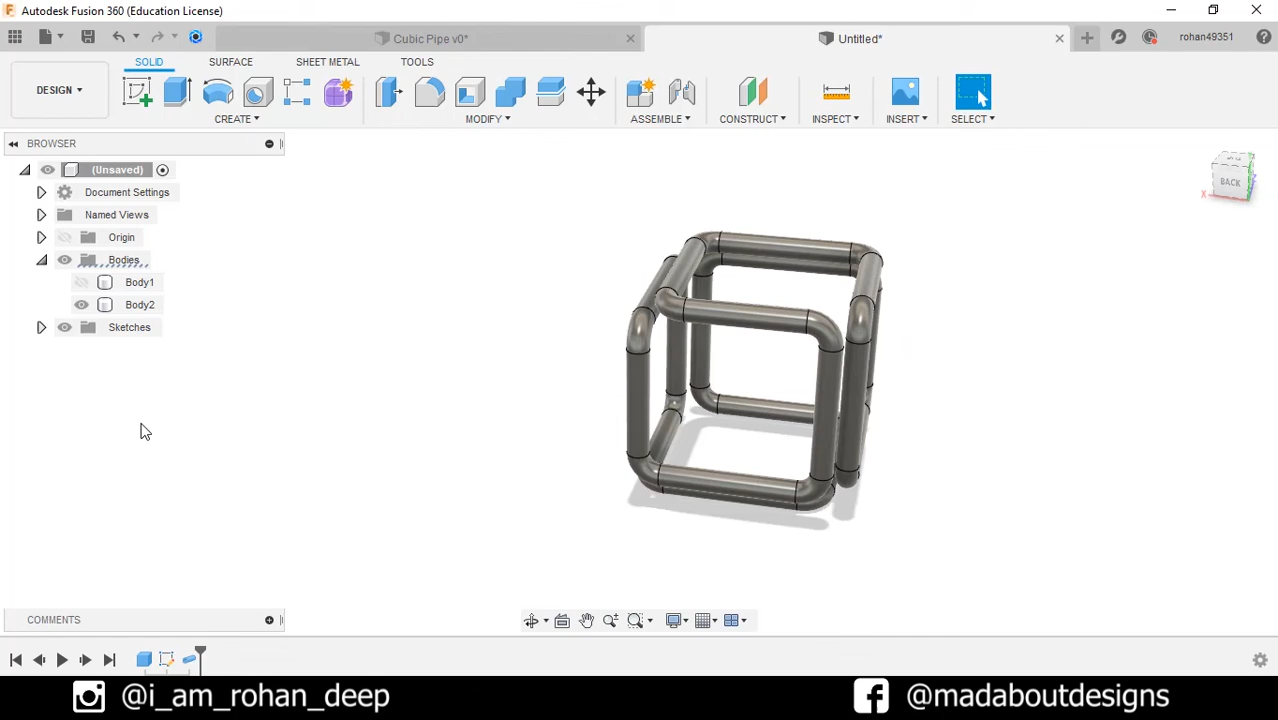 Autodesk Fusion 360 (Education License)
Cubic Pipe v0*
Untitled*
rohan49351
DESIGN
SOLID
SURFACE
SHEET METAL
TOOLS
CREATE
MODIFY
ASSEMBLE
CONSTRUCT
INSPECT
INSERT
SELECT
BROWSER
(Unsaved)
Document Settings
Named Views
Origin
Bodies
Body1
Body2
Sketches
BACK
X
COMMENTS
@i_am_rohan_deep
@madaboutdesigns